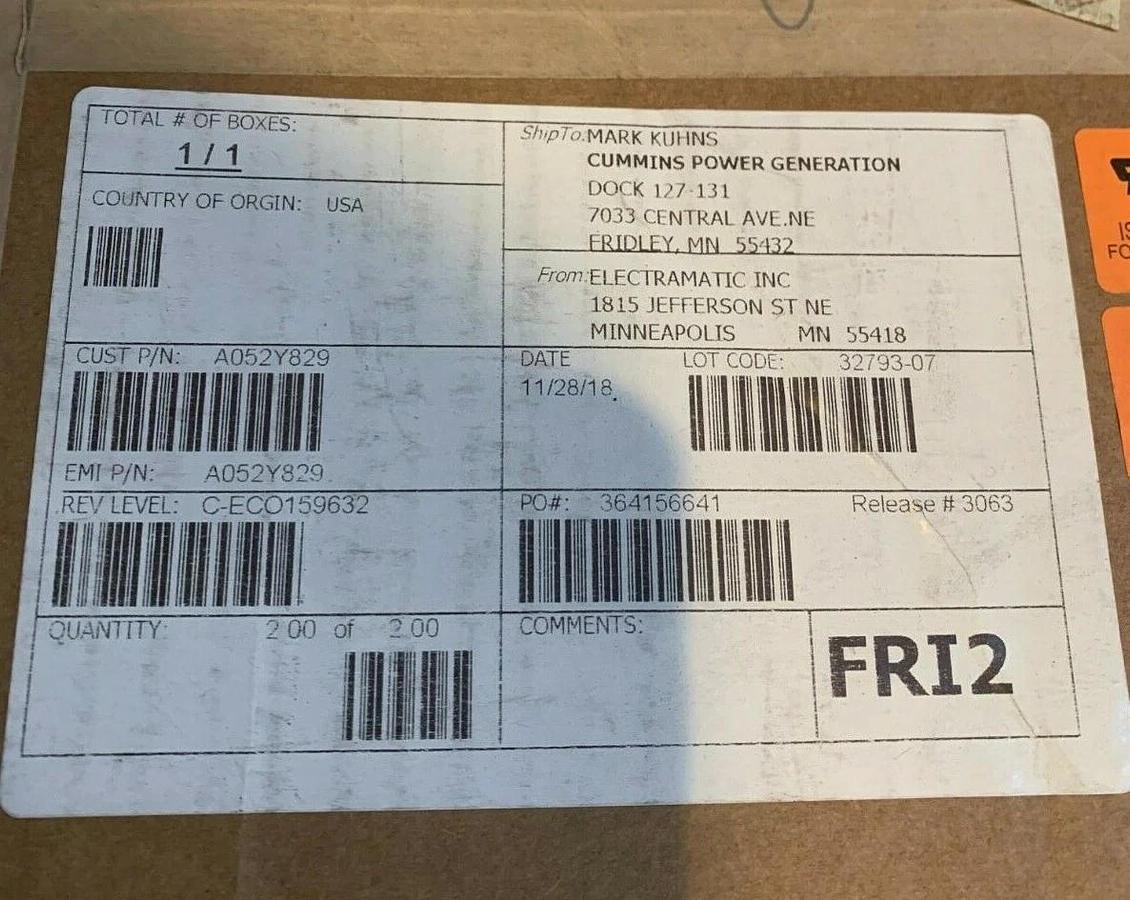 TOTAL # OF BOXES:
1 / 1
COUNTRY OF ORGIN: USA
ShipTo: MARK KUHNS
CUMMINS POWER GENERATION
DOCK 127-131
7033 CENTRAL AVE.NE
FRIDLEY, MN 55432
From: ELECTRAMATIC INC
1815 JEFFERSON ST NE
MINNEAPOLIS MN 55418
CUST P/N: A052Y829
EMI P/N: A052Y829
DATE LOT CODE: 32793-07
11/28/18
REV LEVEL: C-ECO159632
PO#: 364156641 Release # 3063
QUANTITY: 2.00 of 2.00
COMMENTS:
FRI2